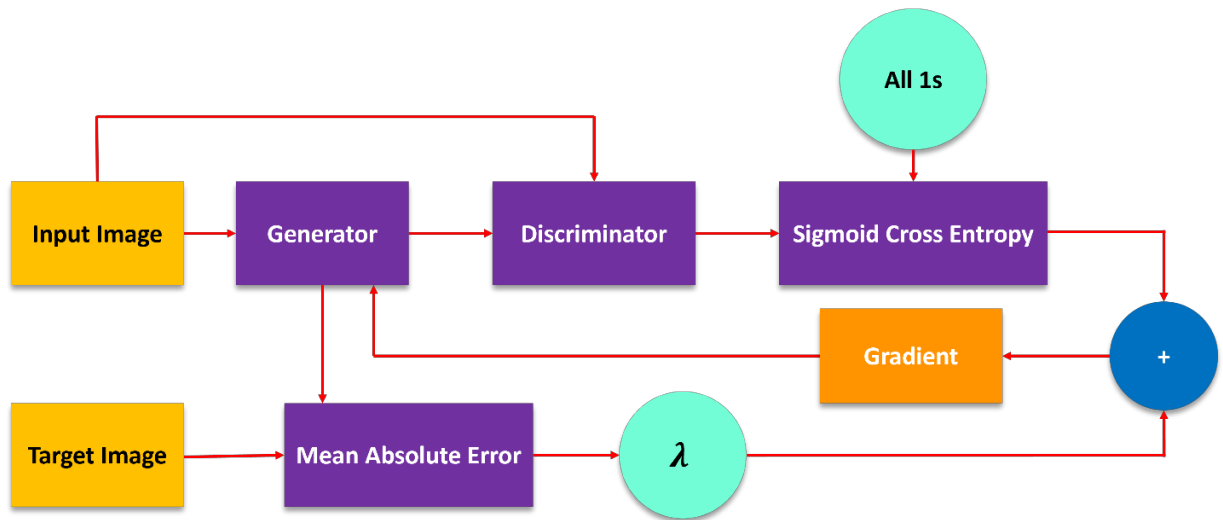 All 1s
Input Image
Generator
Discriminator
Sigmoid Cross Entropy
Gradient
+
Target Image
Mean Absolute Error
λ